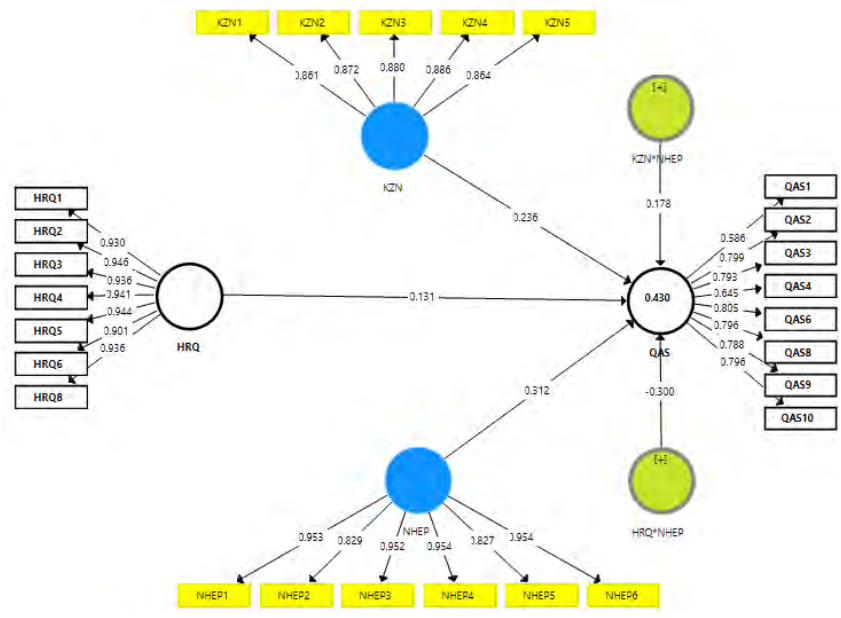 KZN1 KZN2 KZN3 KZN4 KZN5
0.861 0.872 0.880 0.886 0.864
[+]
KZN*NHEP
KZN
0.178
0.236
HRQ1
HRQ2
HRQ3
HRQ4
HRQ5
HRQ6
HRQ8
0.930
0.946
0.936
0.941
0.944
0.901
0.936
HRQ
0.131
0.430
QAS
0.586
0.799
0.793
0.645
0.805
0.796
0.788
0.796
QAS1
QAS2
QAS3
QAS4
QAS6
QAS8
QAS9
QAS10
0.312
-0.300
[+]
HRQ*NHEP
NHEP
0.953 0.829 0.952 0.954 0.827 0.954
NHEP1 NHEP2 NHEP3 NHEP4 NHEP5 NHEP6